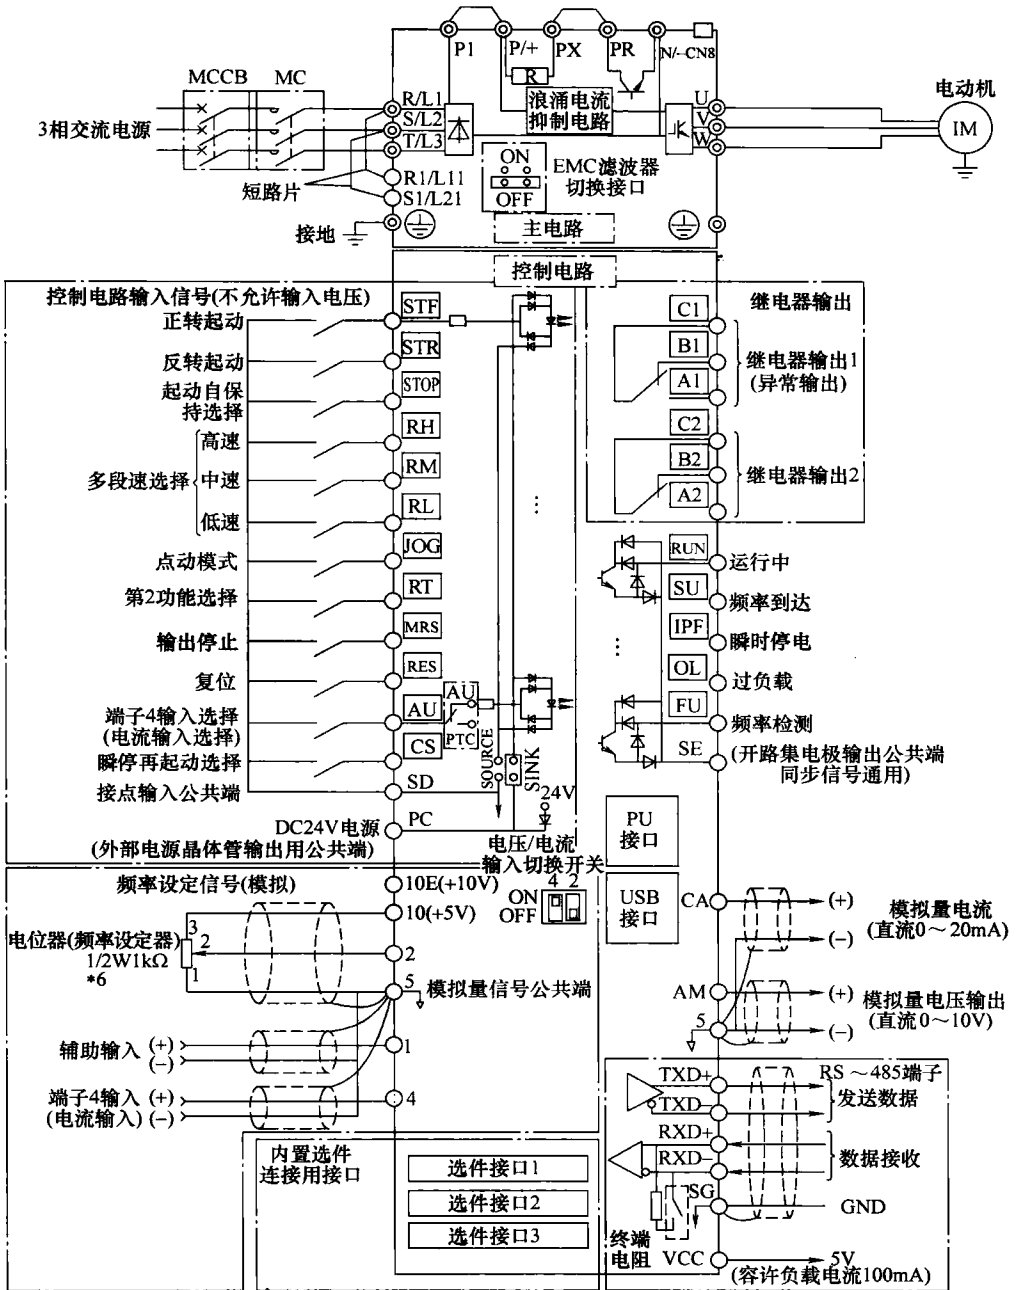 P1 P/+ PX PR N/- CN8
R
浪涌电流
抑制电路
MCCB MC
3相交流电源
R/L1
S/L2
T/L3
R1/L11
S1/L21
短路片
接地
ON
OFF
EMC滤波器
切换接口
主电路
U
V
W
电动机
IM
控制电路
控制电路输入信号(不允许输入电压)
正转起动 STF
反转起动 STR
起动自保
持选择 STOP
多段速选择
高速 RH
中速 RM
低速 RL
点动模式 JOG
第2功能选择 RT
输出停止 MRS
复位 RES
端子4输入选择
(电流输入选择) AU
AU
PTC
瞬停再起动选择 CS
接点输入公共端 SD
SOURCE
SINK
24V
DC24V电源 PC
(外部电源晶体管输出用公共端)
继电器输出
C1
B1
A1
继电器输出1
(异常输出)
C2
B2
A2
继电器输出2
RUN 运行中
SU 频率到达
IPF 瞬时停电
OL 过负载
FU 频率检测
SE (开路集电极输出公共端
同步信号通用)
PU
接口
USB
接口
电压/电流
输入切换开关
4 2
ON
OFF
频率设定信号(模拟)
10E(+10V)
10(+5V)
电位器(频率设定器)
1/2W1kΩ
*6
3
2
1
2
5 模拟量信号公共端
辅助输入 (+)
(-)
1
端子4输入 (+)
(电流输入) (-)
4
CA (+)
(-)
模拟量电流
(直流0～20mA)
AM (+)
5 (-)
模拟量电压输出
(直流0～10V)
RS～485端子
TXD+
TXD-
发送数据
RXD+
RXD-
数据接收
SG GND
终端
电阻
VCC 5V
(容许负载电流100mA)
内置选件
连接用接口
选件接口1
选件接口2
选件接口3